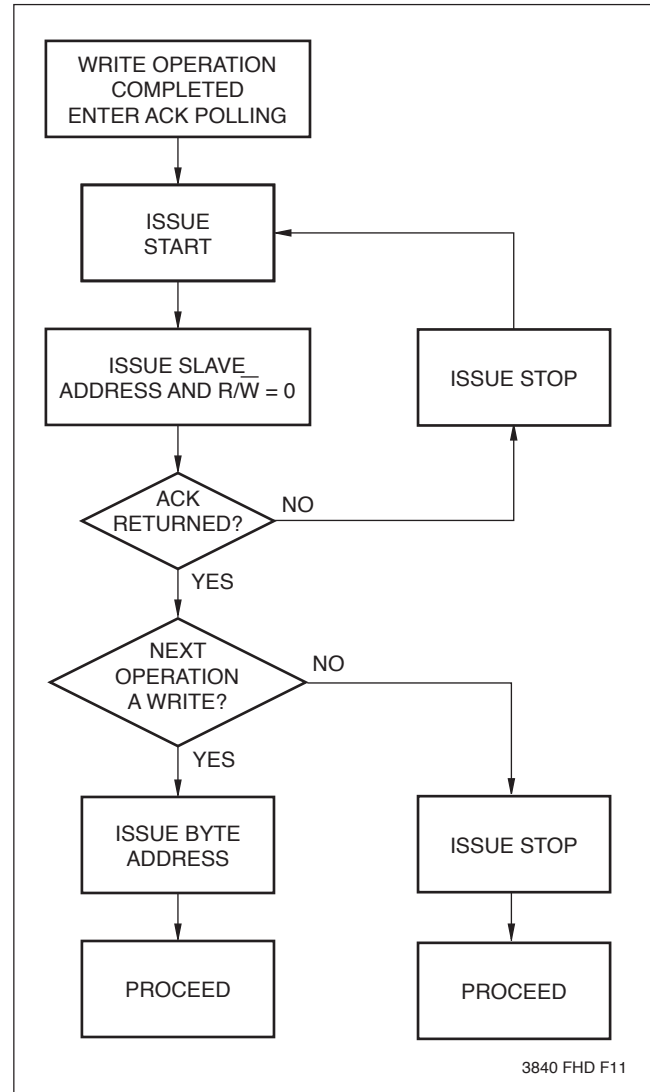 WRITE OPERATION
COMPLETED
ENTER ACK POLLING
ISSUE
START
ISSUE SLAVE
ADDRESS AND R/W̅ = 0
ISSUE STOP
ACK
RETURNED?
NO
YES
NEXT
OPERATION
A WRITE?
NO
YES
ISSUE BYTE
ADDRESS
ISSUE STOP
PROCEED
PROCEED
3840 FHD F11